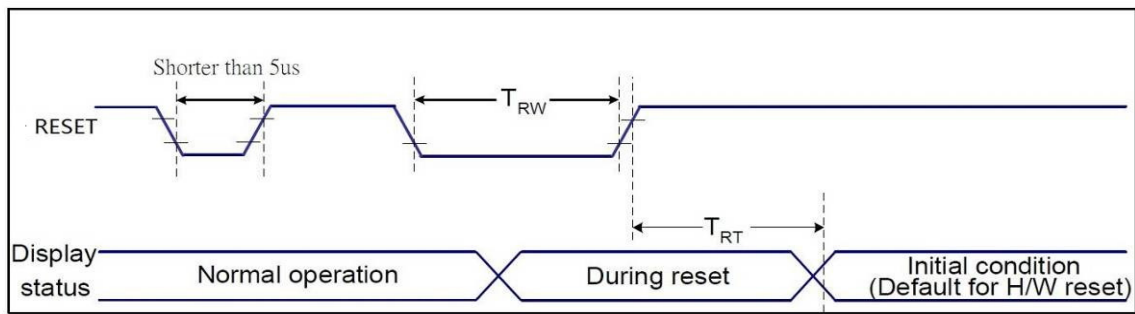 Shorter than 5us
RESET
TRW
TRT
Display
status
Normal operation
During reset
Initial condition
(Default for H/W reset)